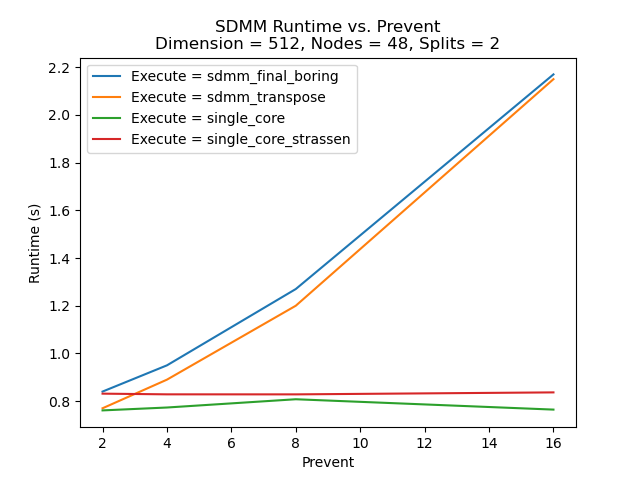 SDMM Runtime vs. Prevent
Dimension = 512, Nodes = 48, Splits = 2
Execute = sdmm_final_boring
Execute = sdmm_transpose
Execute = single_core
Execute = single_core_strassen
Runtime (s)
2.2
2.0
1.8
1.6
1.4
1.2
1.0
0.8
2 4 6 8 10 12 14 16
Prevent